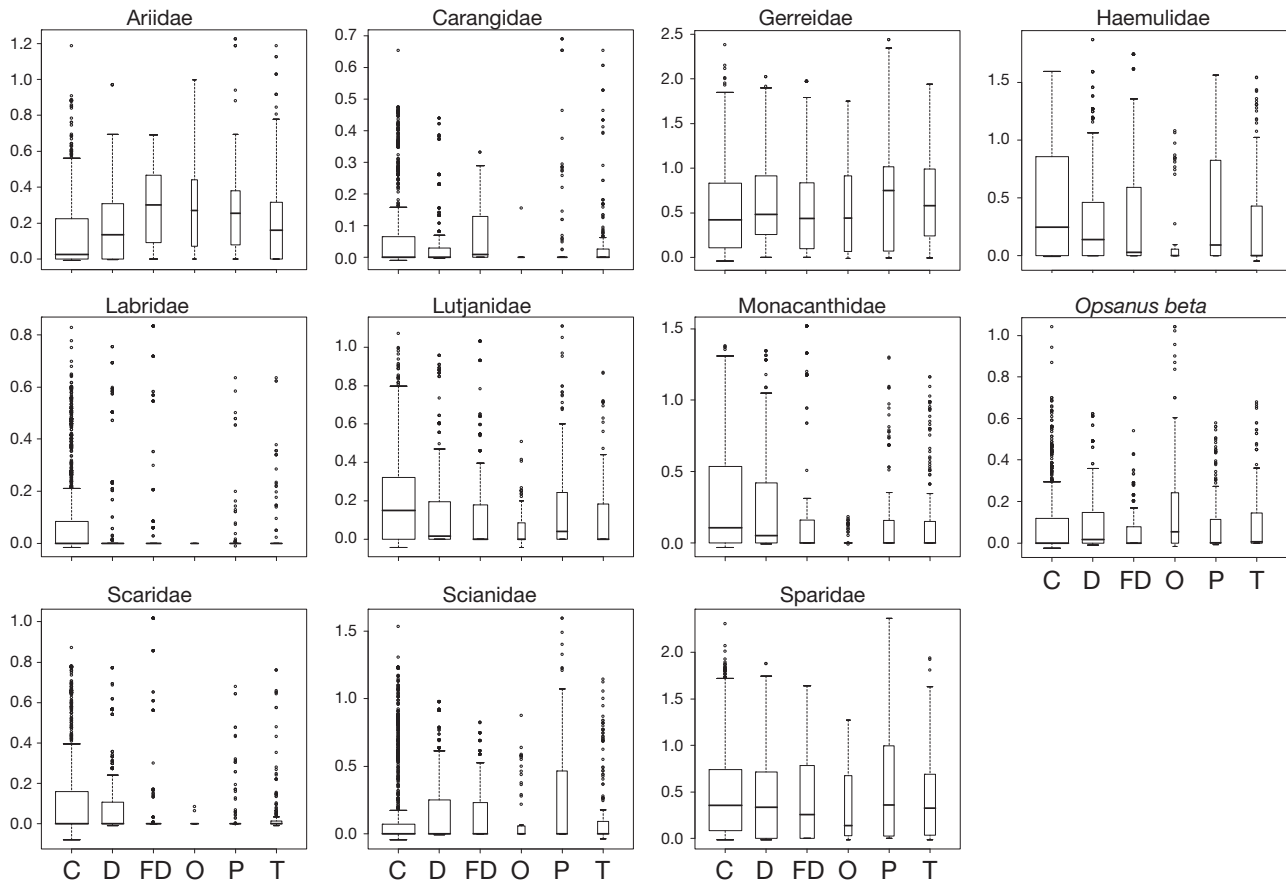 Ariidae Carangidae Gerreidae Haemulidae
1.2 0.7 2.5
1.0 0.6 2.0 1.5
0.8 0.5 1.5 1.0
0.6 0.4 1.0 0.5
0.4 0.3 0.5 0.0
0.2 0.2 0.0
0.0 0.1
0.0
Labridae Lutjanidae Monacanthidae Opsanus beta
0.8 1.0 1.5 1.0
0.6 0.8 1.0 0.8
0.4 0.6 0.5 0.6
0.2 0.4 0.0 0.4
0.0 0.2 0.2
0.0 0.0
C D FD O P T
Scaridae Scianidae Sparidae
1.0 1.5 2.0
0.8 1.0 1.5
0.6 0.5 1.0
0.4 0.0 0.5
0.2 0.0
0.0
C D FD O P T C D FD O P T C D FD O P T